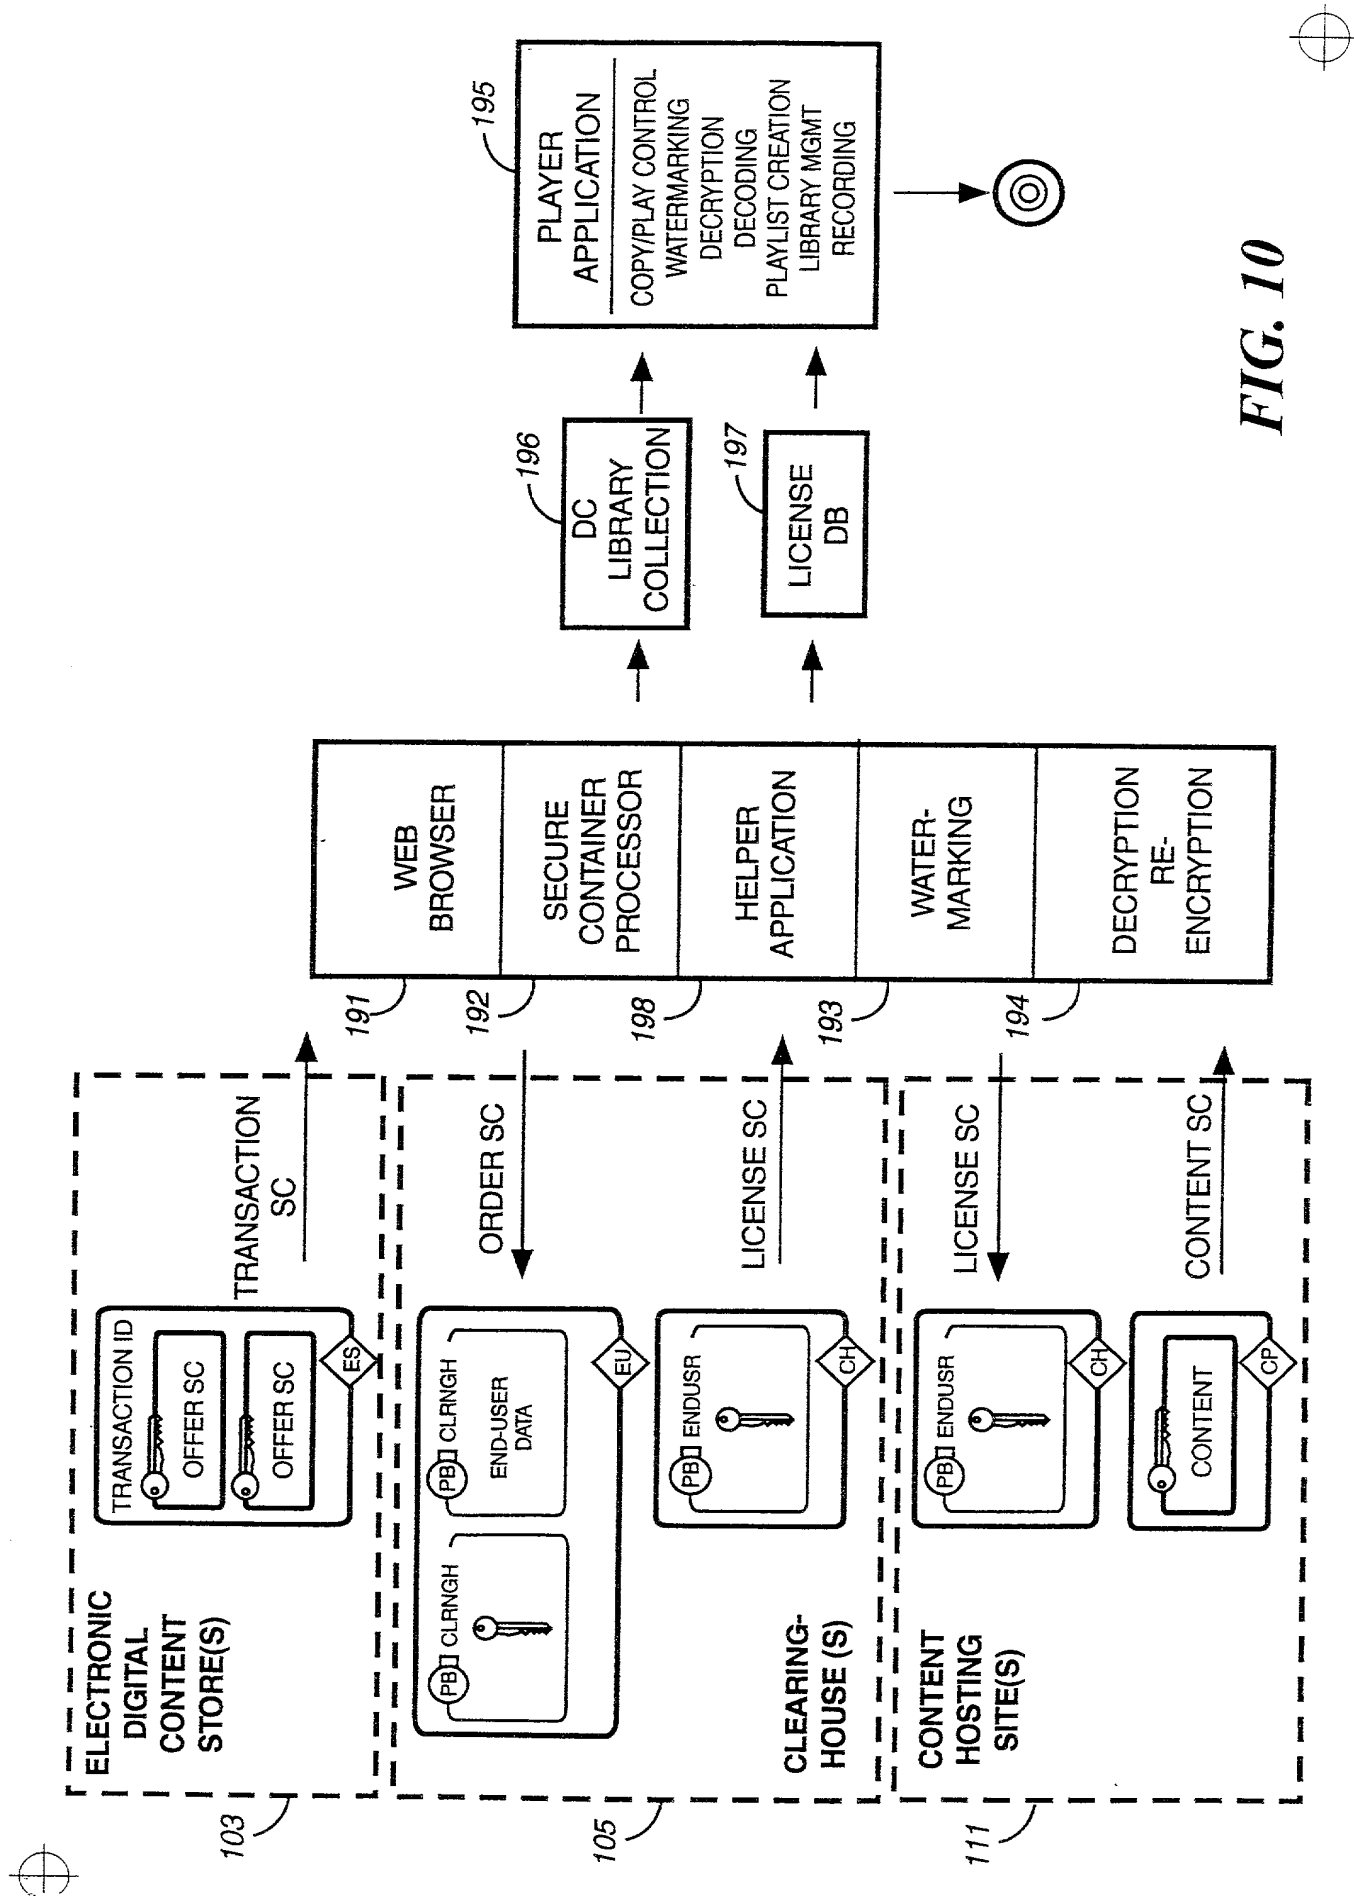 103
ELECTRONIC
DIGITAL
CONTENT
STORE(S)
TRANSACTION ID
OFFER SC
OFFER SC
ES
TRANSACTION
SC
105
CLEARING-
HOUSE (S)
PB CLRNGH
PB CLRNGH
END-USER
DATA
EU
ORDER SC
PB ENDUSR
CH
LICENSE SC
111
CONTENT
HOSTING
SITE(S)
PB ENDUSR
CH
LICENSE SC
CONTENT
CP
CONTENT SC
191
WEB
BROWSER
192
SECURE
CONTAINER
PROCESSOR
198
HELPER
APPLICATION
193
WATER-
MARKING
194
DECRYPTION
RE-
ENCRYPTION
196
DC
LIBRARY
COLLECTION
197
LICENSE
DB
195
PLAYER
APPLICATION
COPY/PLAY CONTROL
WATERMARKING
DECRYPTION
DECODING
PLAYLIST CREATION
LIBRARY MGMT
RECORDING
FIG. 10